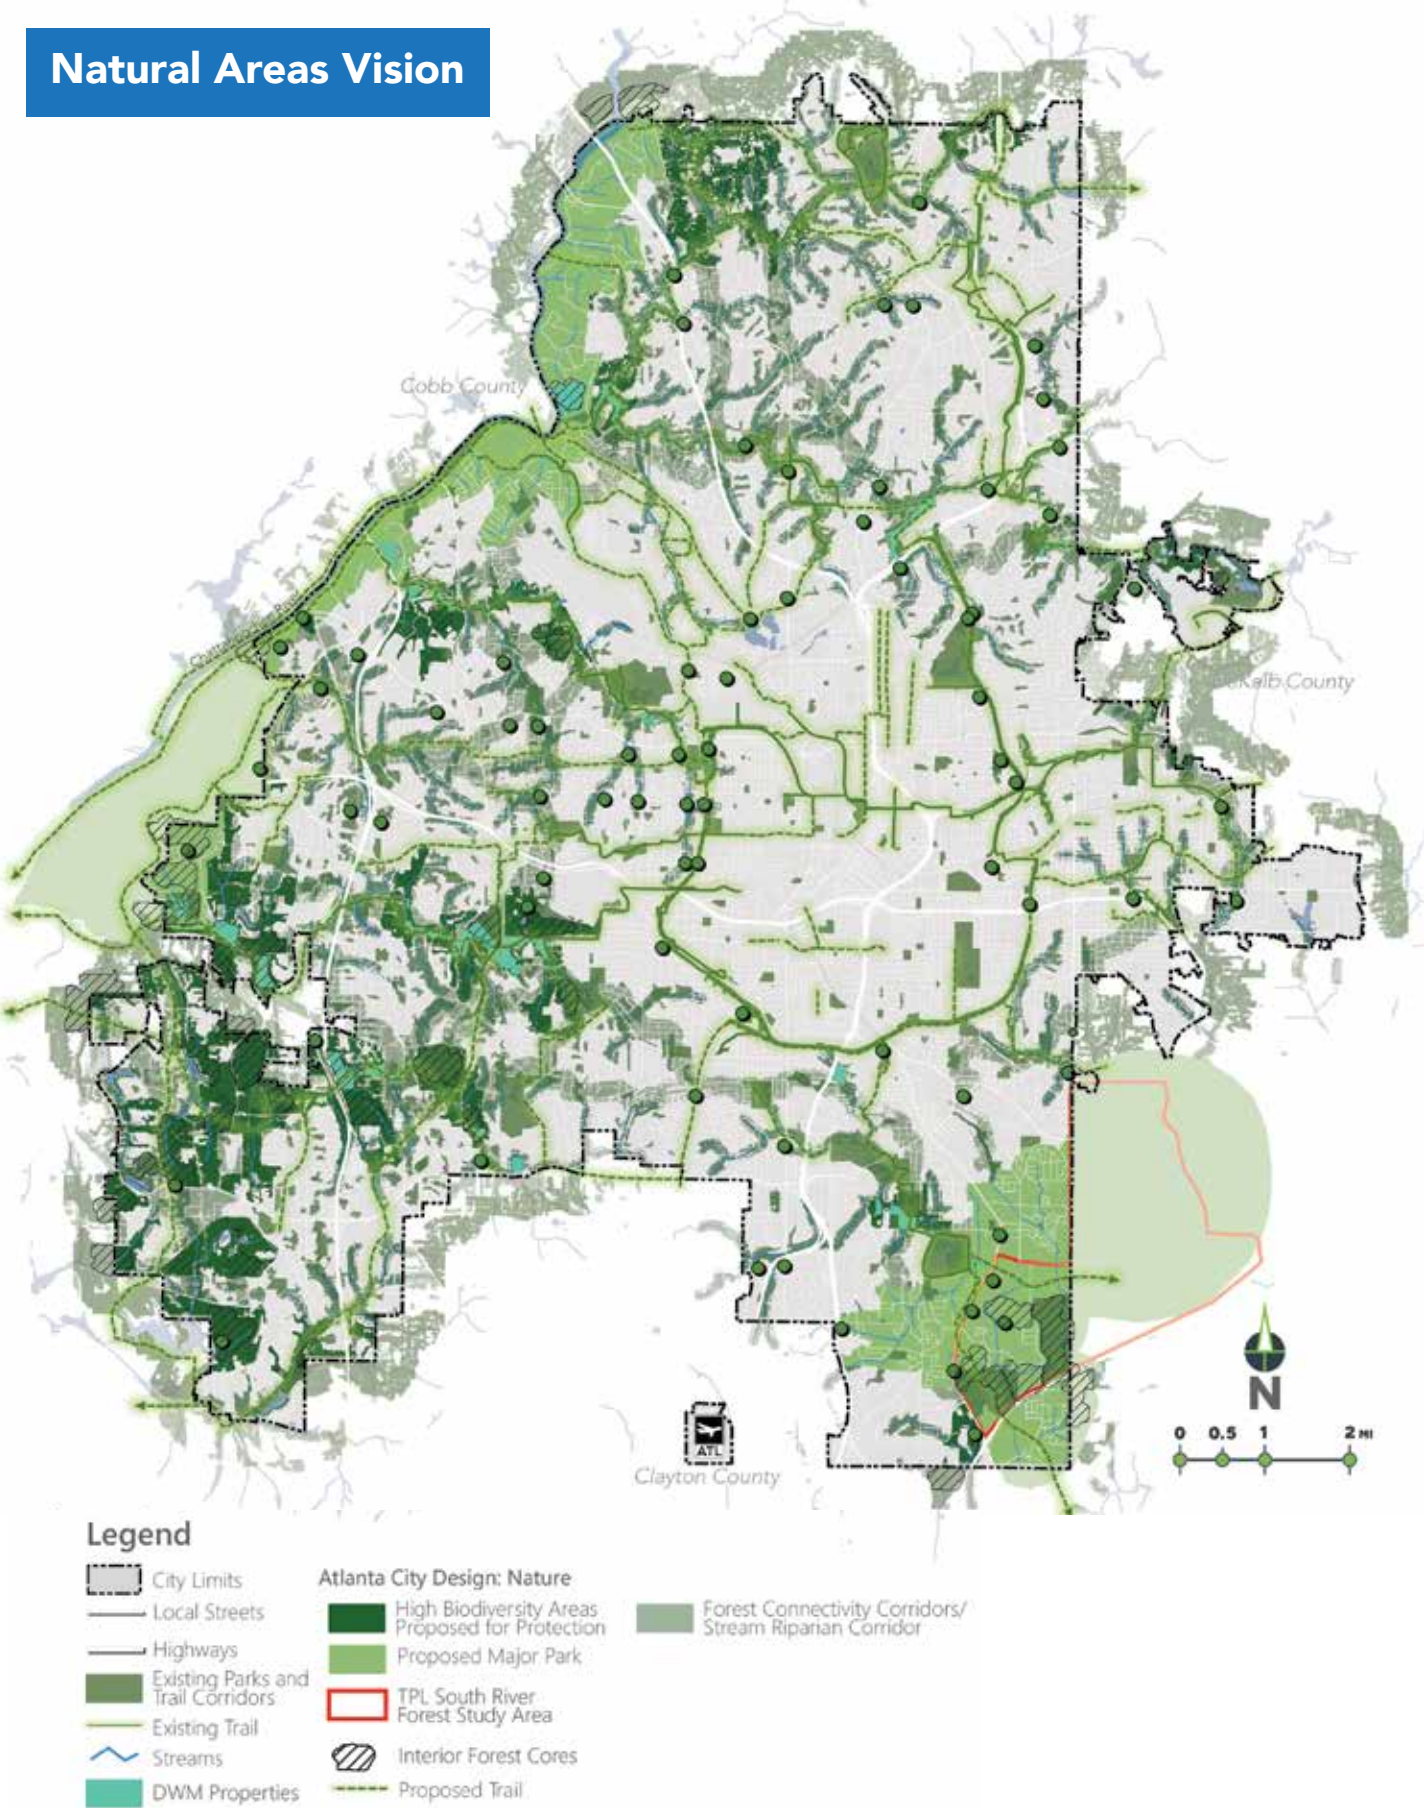 Natural Areas Vision
Cobb County
DeKalb County
N
0 0.5 1 2 MI
ATL
Clayton County
Legend
City Limits
Local Streets
Highways
Existing Parks and
Trail Corridors
Existing Trail
Streams
DWM Properties
Atlanta City Design: Nature
High Biodiversity Areas
Proposed for Protection
Proposed Major Park
TPL South River
Forest Study Area
Interior Forest Cores
Proposed Trail
Forest Connectivity Corridors/
Stream Riparian Corridor